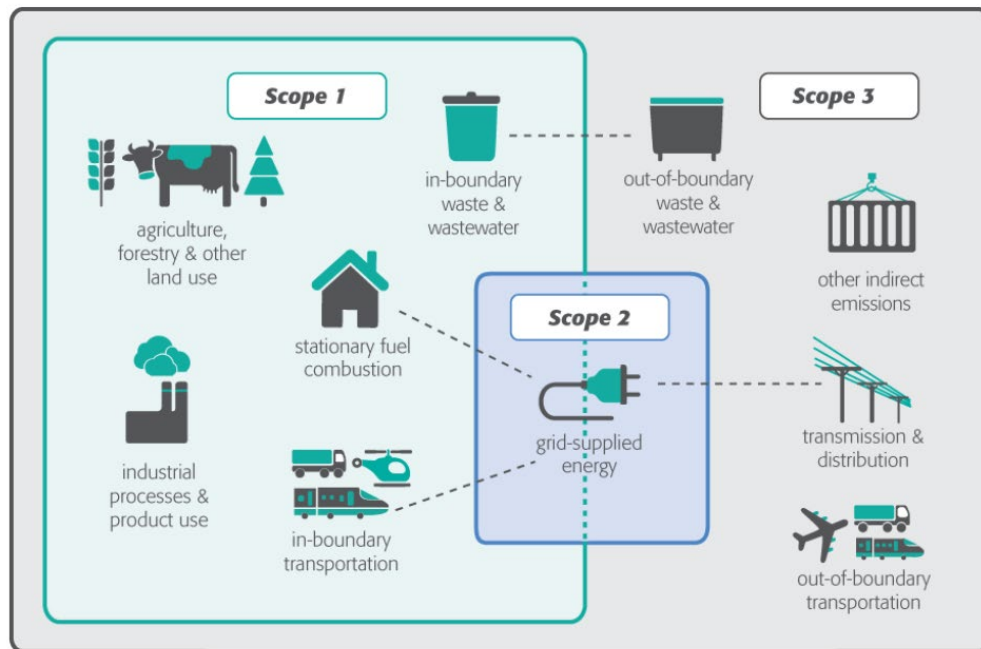 Scope 1
Scope 3
in-boundary
waste &
wastewater
out-of-boundary
waste &
wastewater
agriculture,
forestry & other
land use
other indirect
emissions
Scope 2
stationary fuel
combustion
grid-supplied
energy
transmission &
distribution
industrial
processes &
product use
in-boundary
transportation
out-of-boundary
transportation